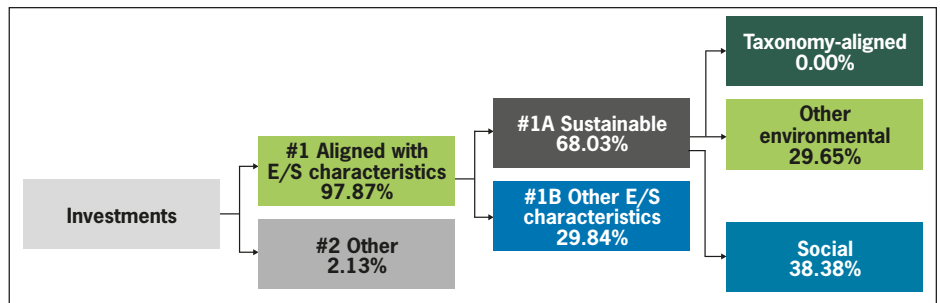 Investments
#1 Aligned with
E/S characteristics
97.87%
#2 Other
2.13%
#1A Sustainable
68.03%
#1B Other E/S
characteristics
29.84%
Taxonomy-aligned
0.00%
Other
environmental
29.65%
Social
38.38%